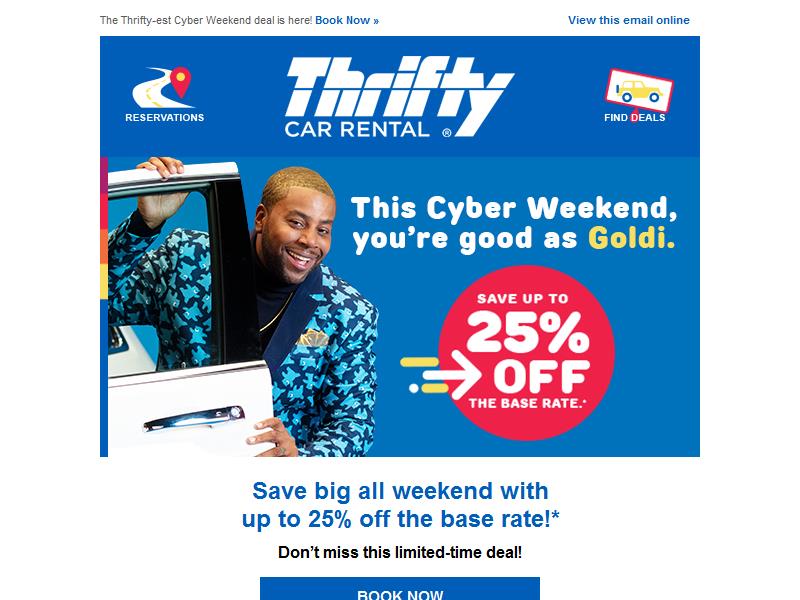 The Thrifty-est Cyber Weekend deal is here! Book Now »
View this email online
RESERVATIONS
Thrifty
CAR RENTAL ®
FIND DEALS
This Cyber Weekend,
you're good as Goldi.
SAVE UP TO
25%
OFF
THE BASE RATE.*
Save big all weekend with
up to 25% off the base rate!*
Don't miss this limited-time deal!
BOOK NOW